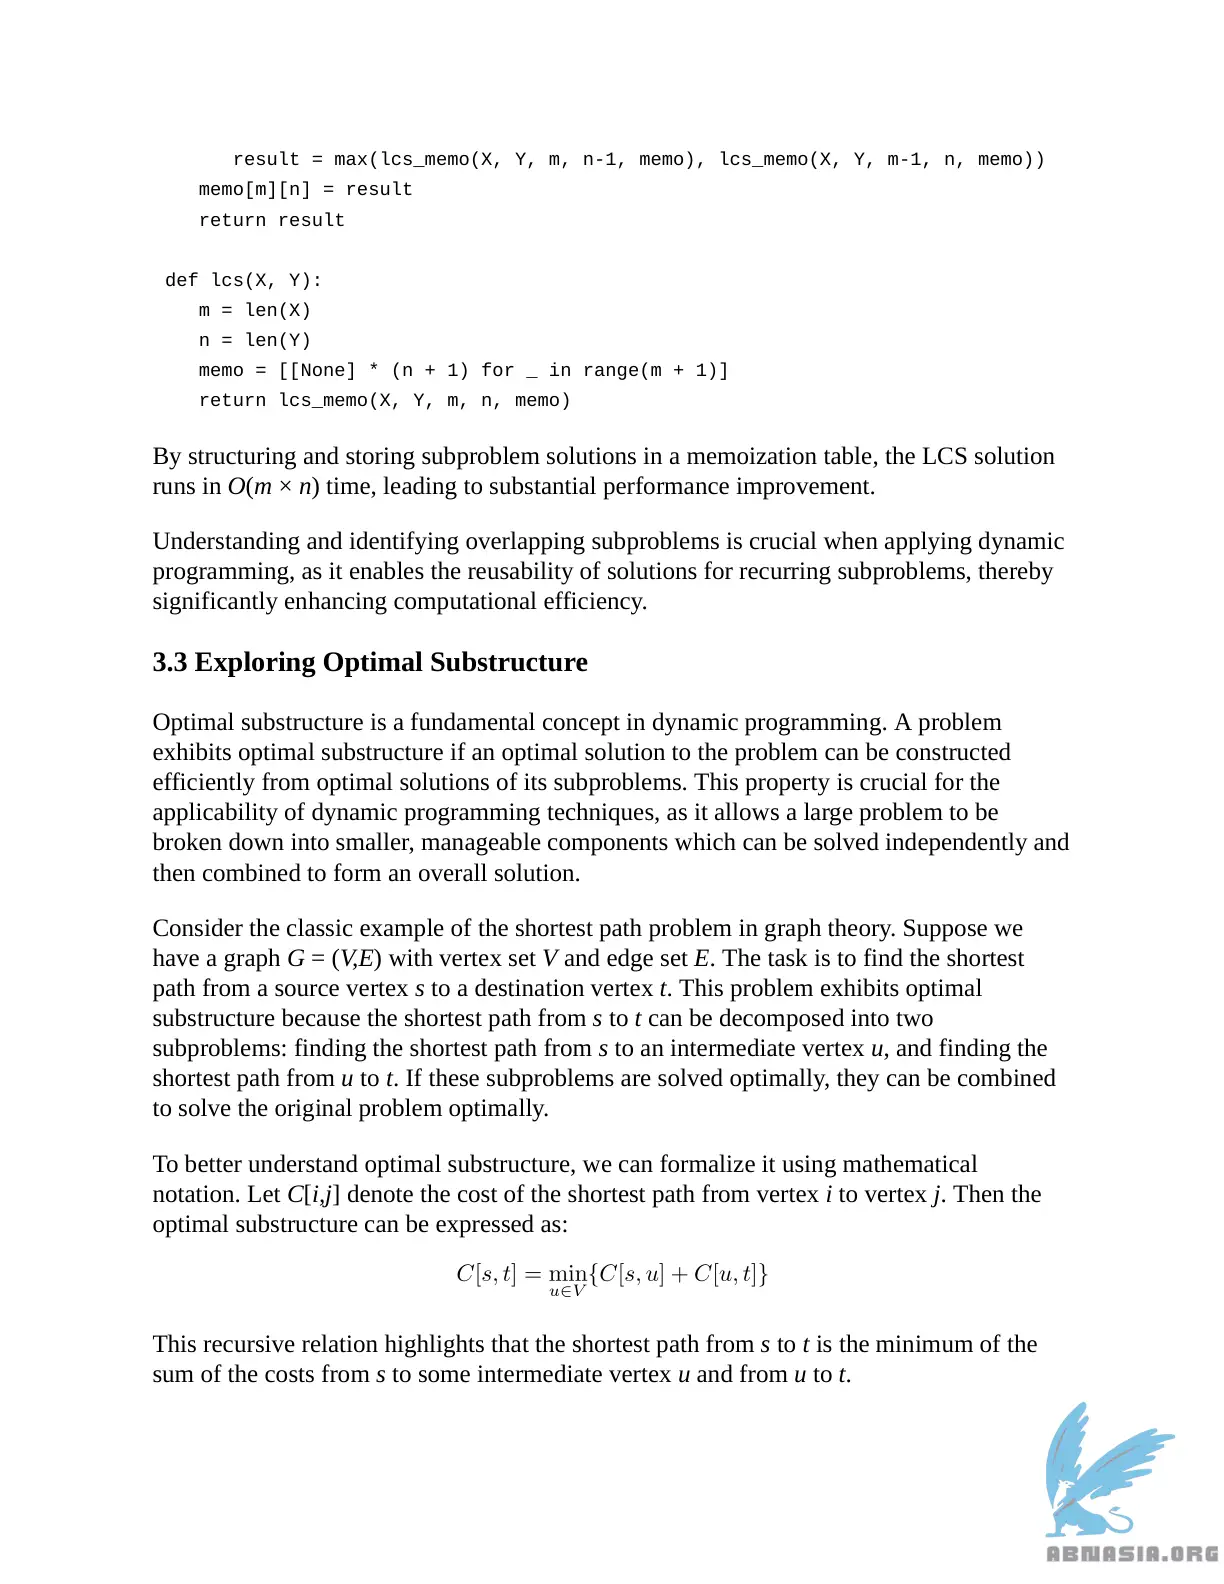 result = max(lcs_memo(X, Y, m, n-1, memo), lcs_memo(X, Y, m-1, n, memo))
memo[m][n] = result
return result
def lcs(X, Y):
m = len(X)
n = len(Y)
memo = [[None] * (n + 1) for _ in range(m + 1)]
return lcs_memo(X, Y, m, n, memo)
By structuring and storing subproblem solutions in a memoization table, the LCS solution
runs in O(m × n) time, leading to substantial performance improvement.
Understanding and identifying overlapping subproblems is crucial when applying dynamic
programming, as it enables the reusability of solutions for recurring subproblems, thereby
significantly enhancing computational efficiency.
3.3 Exploring Optimal Substructure
Optimal substructure is a fundamental concept in dynamic programming. A problem
exhibits optimal substructure if an optimal solution to the problem can be constructed
efficiently from optimal solutions of its subproblems. This property is crucial for the
applicability of dynamic programming techniques, as it allows a large problem to be
broken down into smaller, manageable components which can be solved independently and
then combined to form an overall solution.
Consider the classic example of the shortest path problem in graph theory. Suppose we
have a graph G = (V,E) with vertex set V and edge set E. The task is to find the shortest
path from a source vertex s to a destination vertex t. This problem exhibits optimal
substructure because the shortest path from s to t can be decomposed into two
subproblems: finding the shortest path from s to an intermediate vertex u, and finding the
shortest path from u to t. If these subproblems are solved optimally, they can be combined
to solve the original problem optimally.
To better understand optimal substructure, we can formalize it using mathematical
notation. Let C[i,j] denote the cost of the shortest path from vertex i to vertex j. Then the
optimal substructure can be expressed as:
C[s, t] = min{C[s, u] + C[u, t]}
u∈V
This recursive relation highlights that the shortest path from s to t is the minimum of the
sum of the costs from s to some intermediate vertex u and from u to t.
ABNASIA.ORG